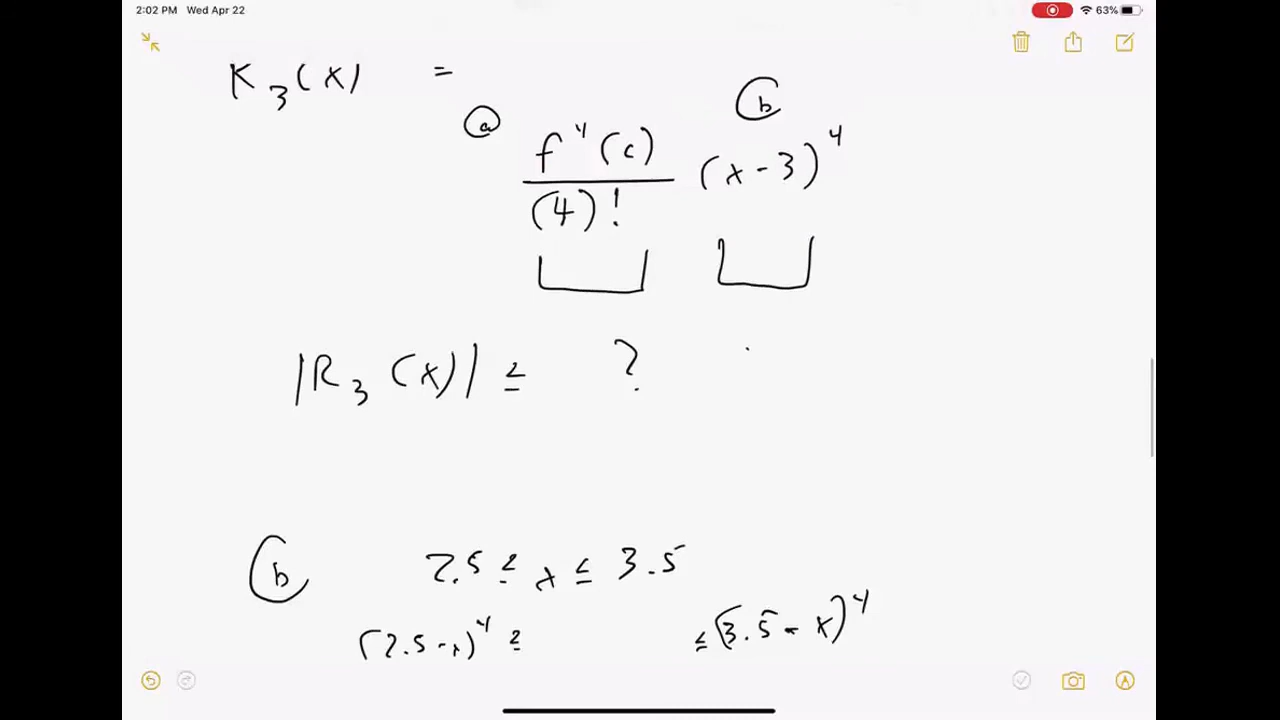 2:02 PM Wed Apr 22
63%
R₃(x) =
ⓐ ⓑ
f⁴(c) (x-3)⁴
(4)!
|R₃(x)| ≤ ?
ⓑ 2.5 ≤ x ≤ 3.5
(2.5-x)⁴ ≤ ≤ (3.5-x)⁴